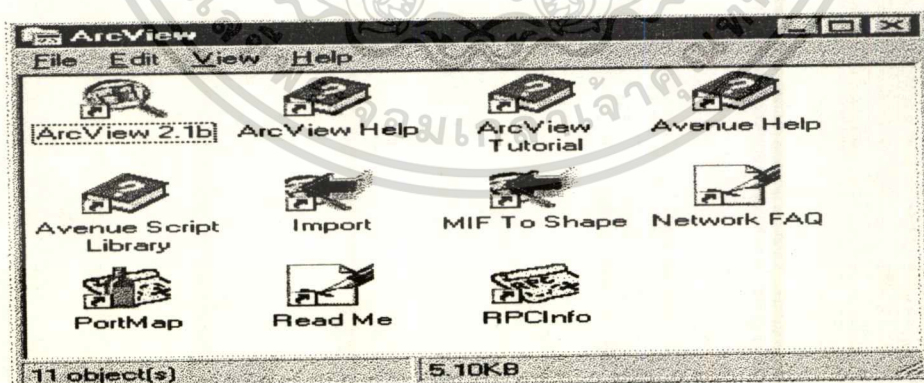 ArcView
File Edit View Help
ArcView 2.1b ArcView Help ArcView Tutorial Avenue Help
Avenue Script Library Import MIF To Shape Network FAQ
PortMap Read Me RPCInfo
11 object(s) 5.10KB